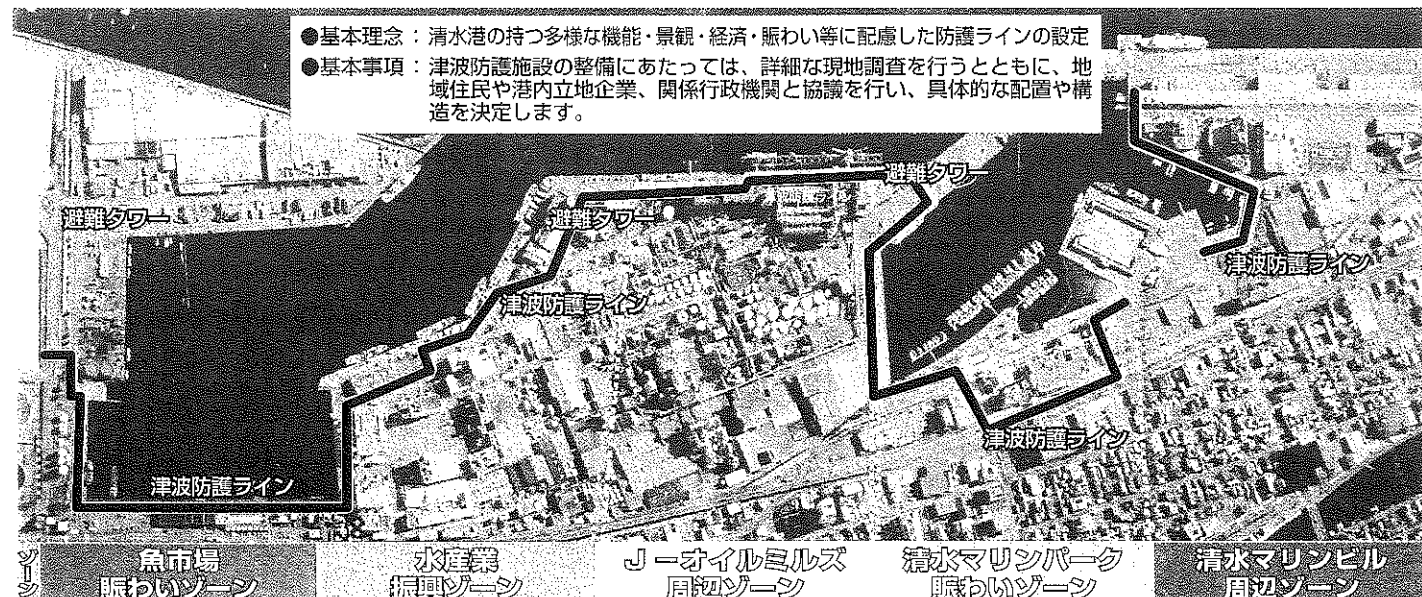 ●基本理念：清水港の持つ多様な機能・景観・経済・賑わい等に配慮した防護ラインの設定
●基本事項：津波防護施設の整備にあたっては、詳細な現地調査を行うとともに、地
域住民や港内立地企業、関係行政機関と協議を行い、具体的な配置や構
造を決定します。
避難タワー
避難タワー
避難タワー
津波防護ライン
津波防護ライン
津波防護ライン
津波防護ライン
ゾーン
魚市場
賑わいゾーン
水産業
振興ゾーン
J－オイルミルズ
周辺ゾーン
清水マリンパーク
賑わいゾーン
清水マリンビル
周辺ゾーン